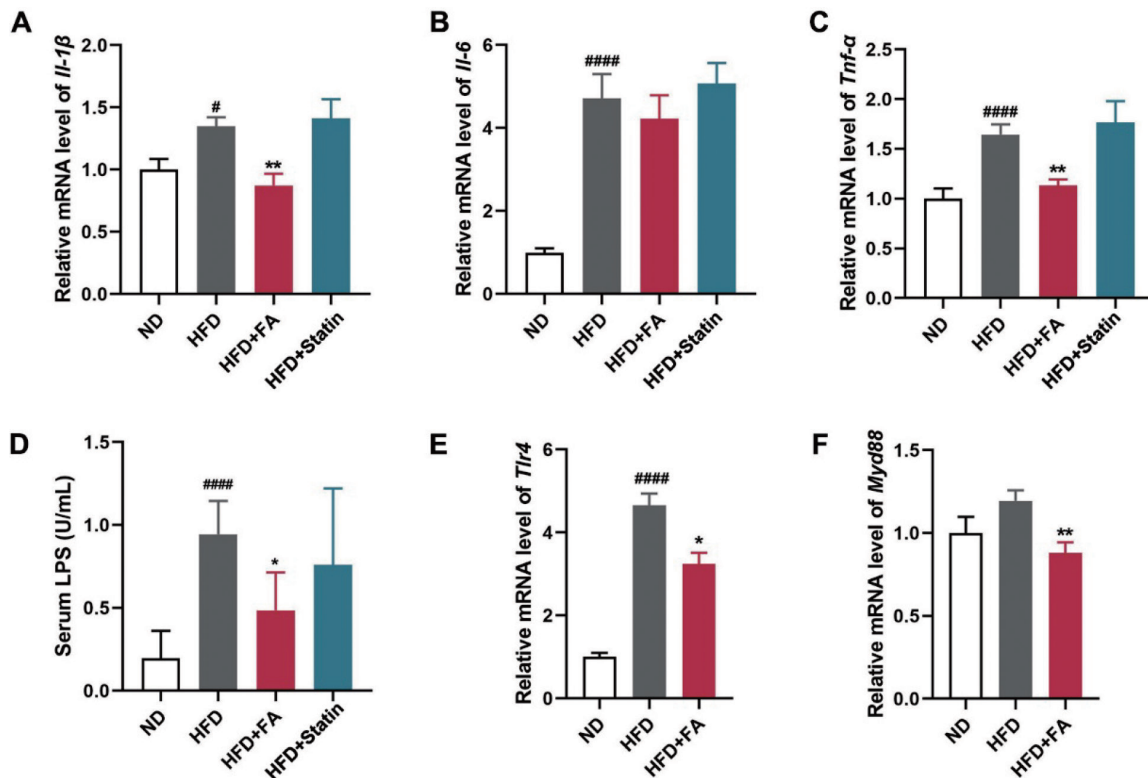 A
Relative mRNA level of Il-1β
2.0
1.5
1.0
0.5
0.0
#
**
ND
HFD
HFD+FA
HFD+Statin
B
Relative mRNA level of Il-6
6
4
2
0
####
ND
HFD
HFD+FA
HFD+Statin
C
Relative mRNA level of Tnf-α
2.5
2.0
1.5
1.0
0.5
0.0
####
**
ND
HFD
HFD+FA
HFD+Statin
D
Serum LPS (U/mL)
1.5
1.0
0.5
0.0
####
*
ND
HFD
HFD+FA
HFD+Statin
E
Relative mRNA level of Tlr4
6
4
2
0
####
*
ND
HFD
HFD+FA
F
Relative mRNA level of Myd88
1.5
1.0
0.5
0.0
**
ND
HFD
HFD+FA